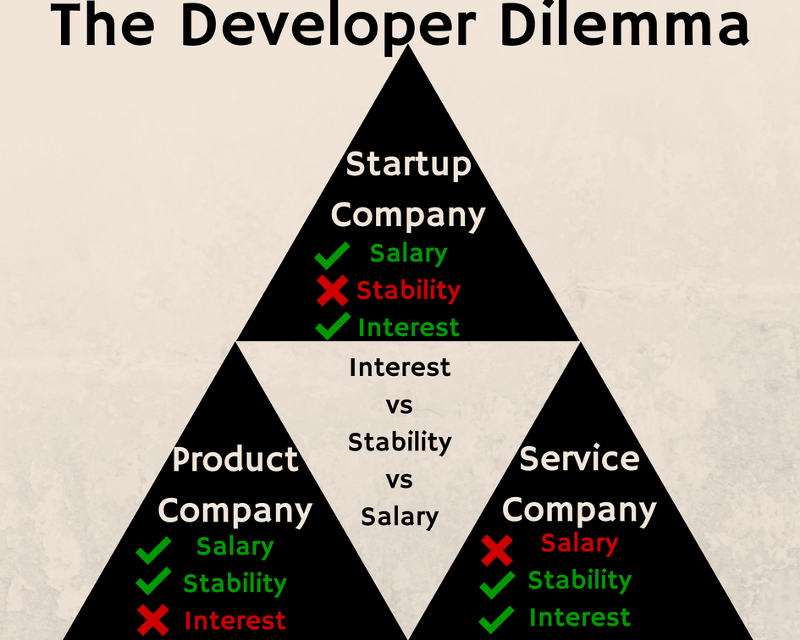 The Developer Dilemma
Startup
Company
Salary
Stability
Interest
Interest
vs
Stability
vs
Salary
Product
Company
Salary
Stability
Interest
Service
Company
Salary
Stability
Interest